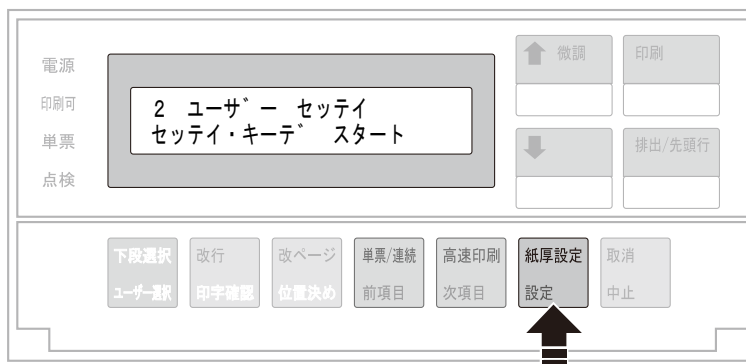 電源
印刷可
単票
点検
2 ユーザー セッテイ
セッテイ・キーデ スタート
微調
印刷
排出/先頭行
下段選択
ユーザー選択
改行
印字確認
改ページ
位置決め
単票/連続
前項目
高速印刷
次項目
紙厚設定
設定
取消
中止